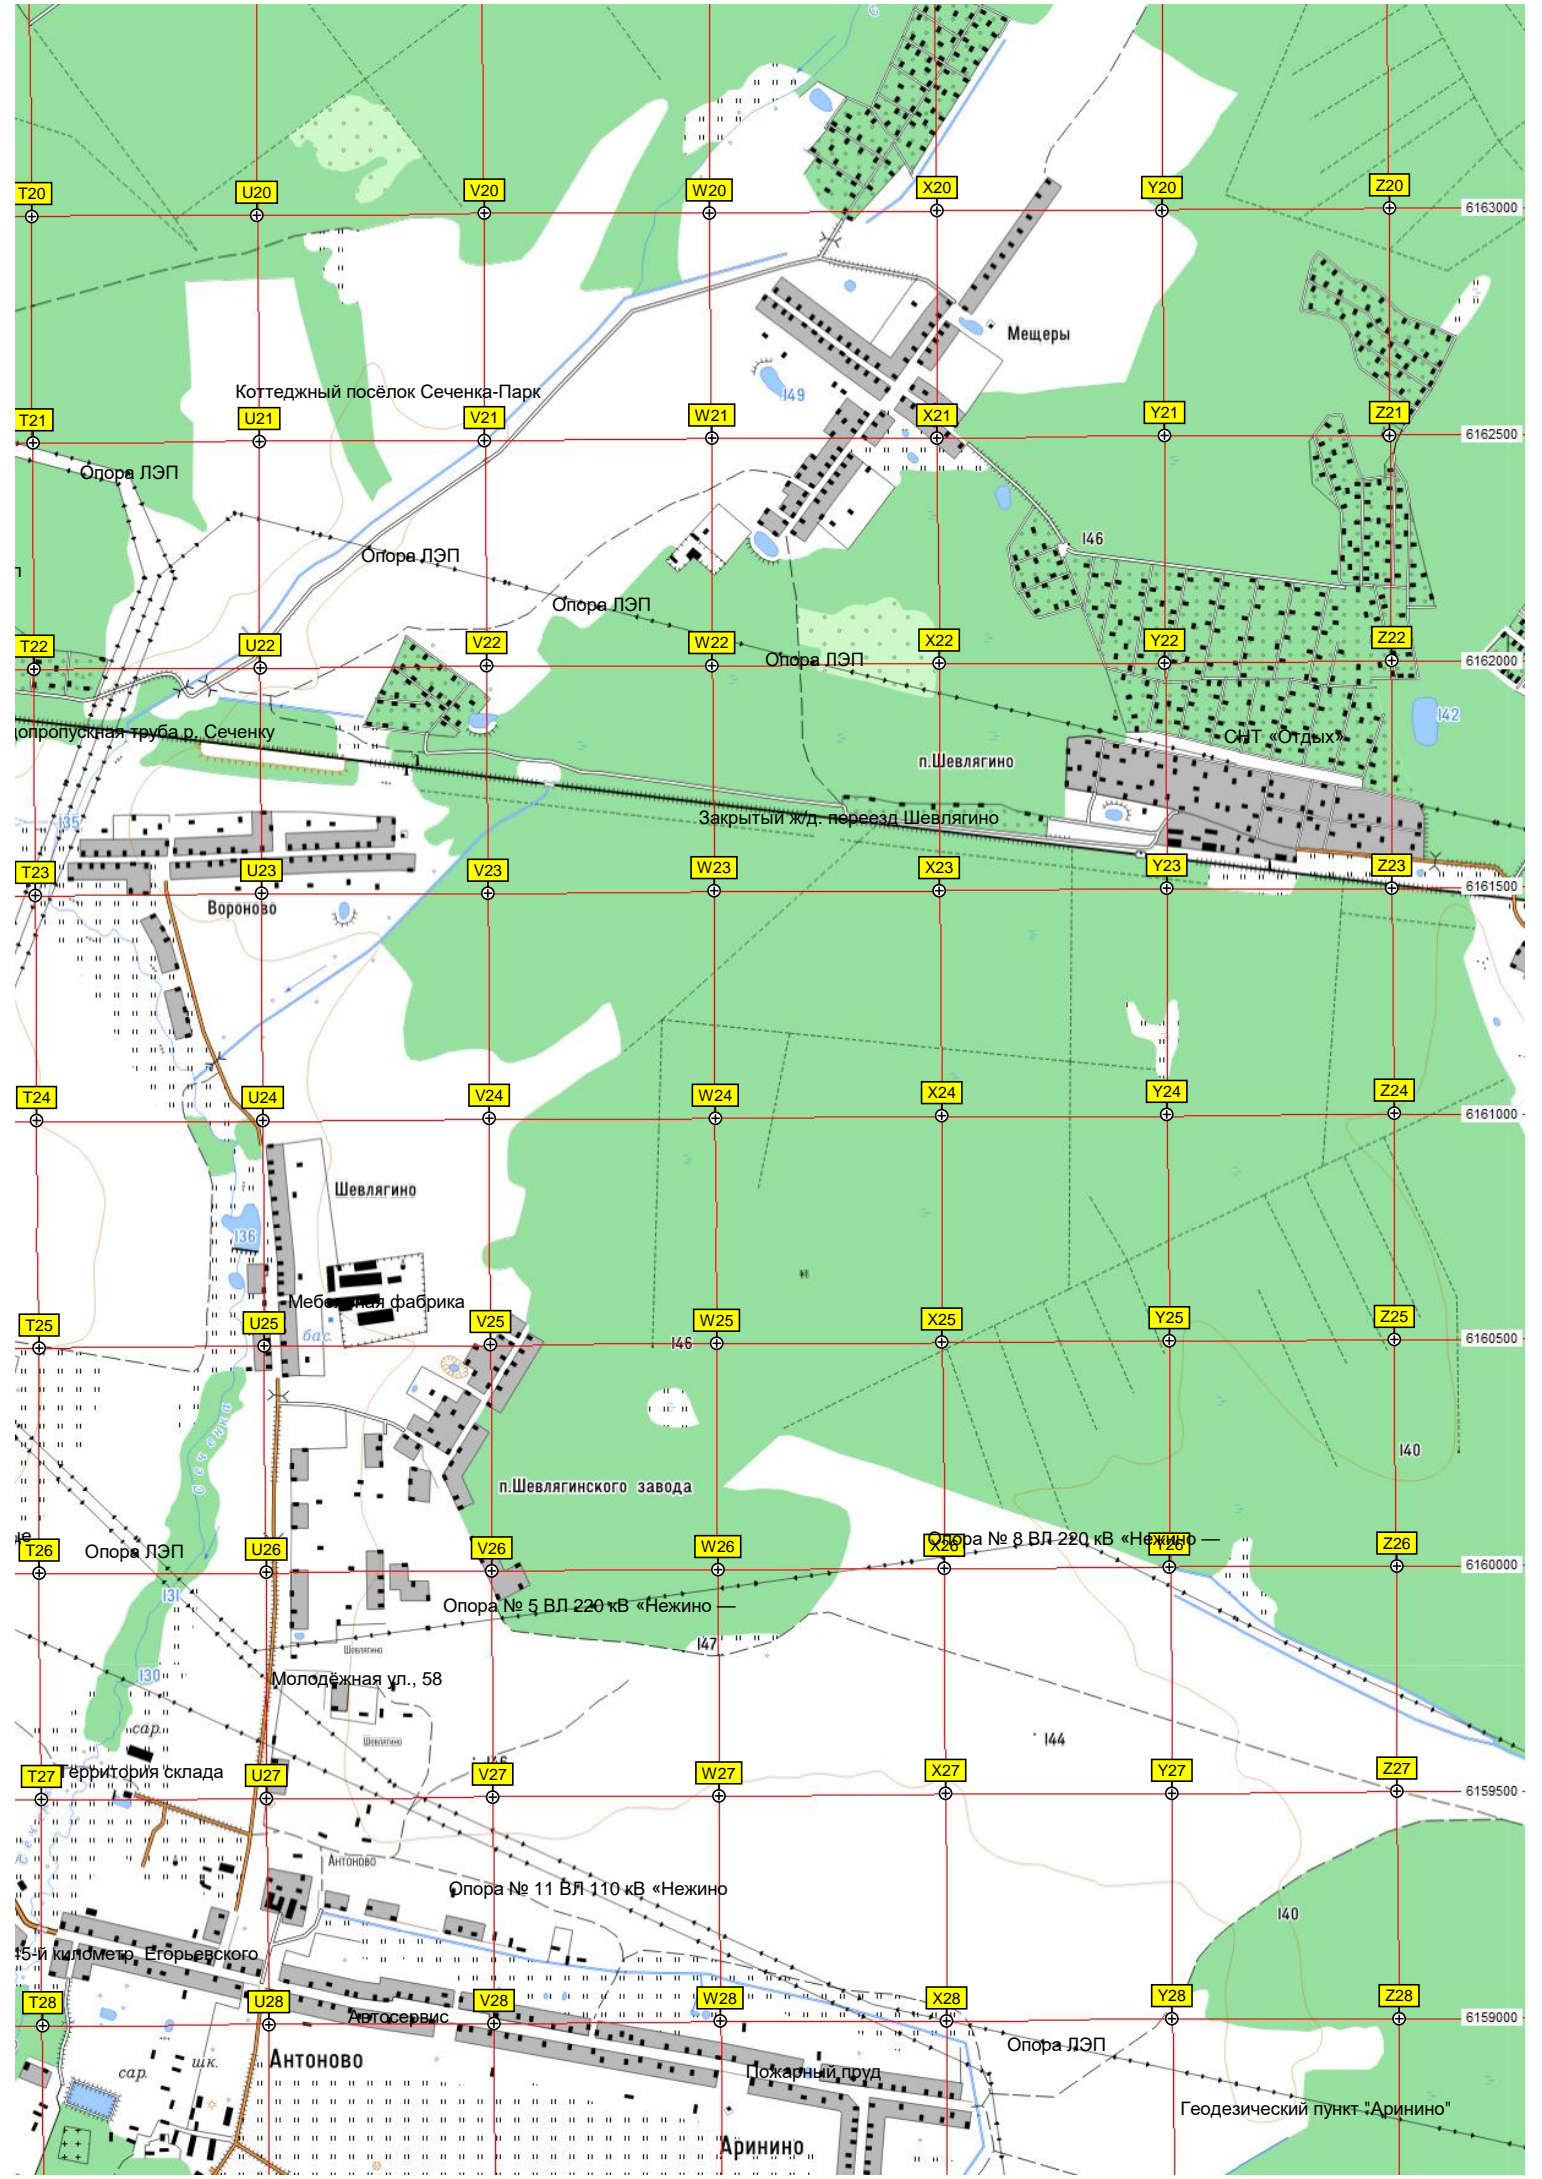 T20
U20
V20
W20
X20
Y20
Z20
6163000
Мещеры
Коттеджный посёлок Сеченка-Парк
149
T21
U21
V21
W21
X21
Y21
Z21
6162500
Опора ЛЭП
146
Опора ЛЭП
п
Опора ЛЭП
T22
U22
V22
W22
X22
Y22
Z22
6162000
Опора ЛЭП
142
допропускная труба р. Сеченку
СНТ «Отдых»
п.Шевлягино
135
Закрытый ж/д. переезд Шевлягино
T23
U23
V23
W23
X23
Y23
Z23
6161500
Вороново
T24
U24
V24
W24
X24
Y24
Z24
6161000
Шевлягино
136
Мебельная фабрика
T25
U25
V25
W25
X25
Y25
Z25
6160500
бас.
146
Сеченка
140
п.Шевлягинского завода
Опора № 8 ВЛ 220 кВ «Нежино —
T26
Опора ЛЭП
U26
V26
W26
X26
Y26
Z26
6160000
131
Опора № 5 ВЛ 220 кВ «Нежино —
147
Шевлягино
130
Молодёжная ул., 58
сар.
Шевлягино
144
146
Территория склада
T27
U27
V27
W27
X27
Y27
Z27
6159500
Антоново
Опора № 11 ВЛ 110 кВ «Нежино
140
45-й километр Егорьевского
T28
U28
V28
W28
X28
Y28
Z28
6159000
Автосервис
Опора ЛЭП
Антоново
шк.
сар.
Пожарный пруд
Геодезический пункт "Аринино"
Аринино